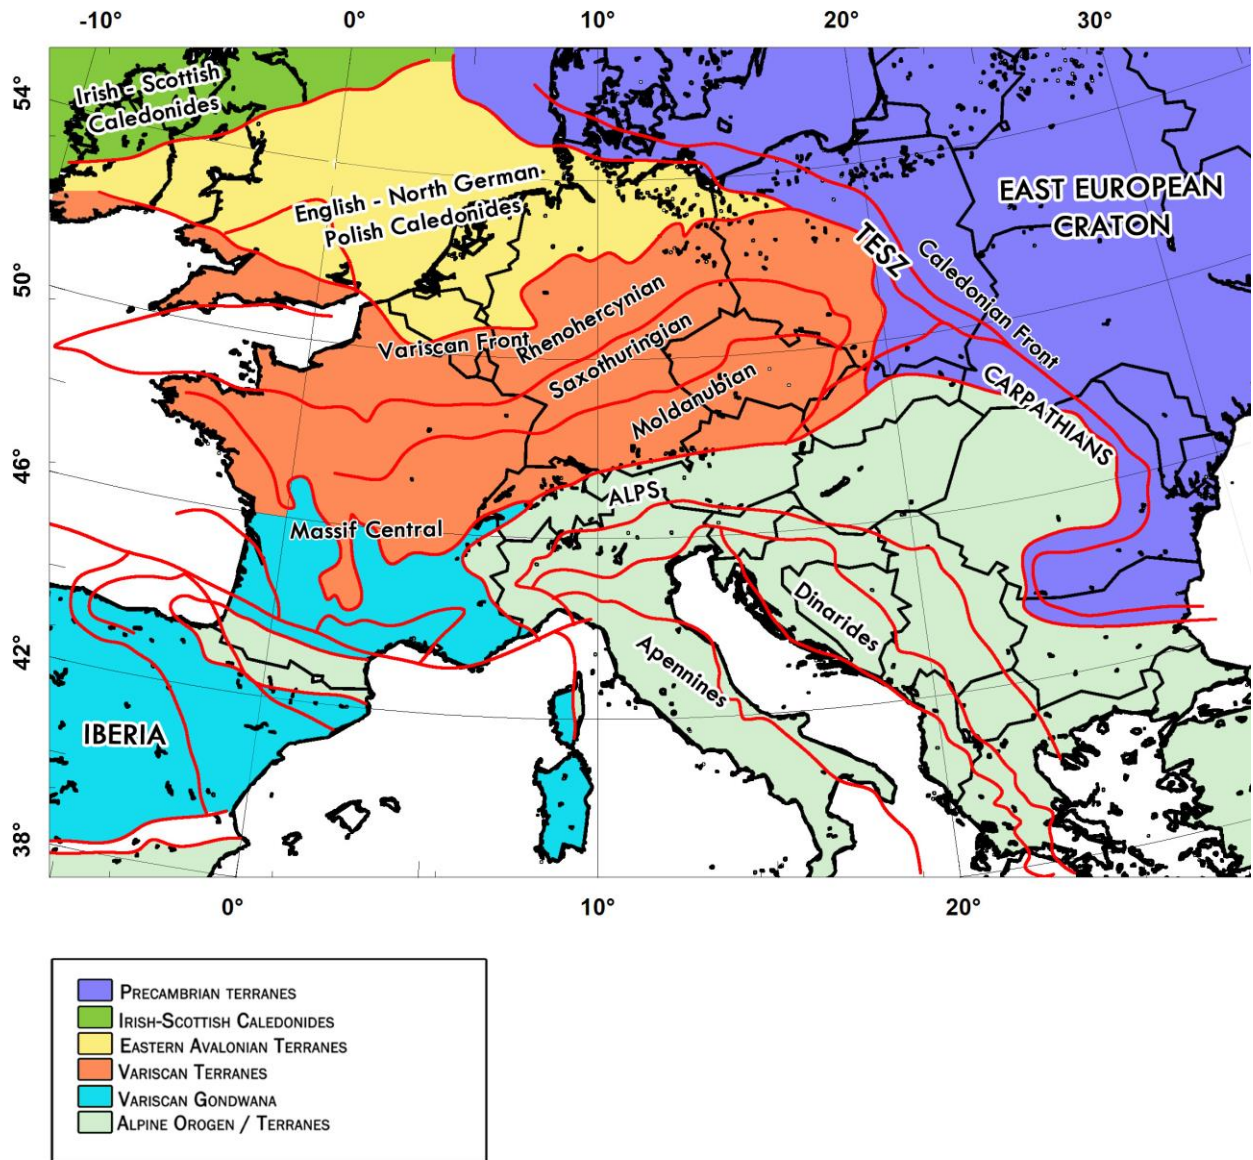 -10°
0°
10°
20°
30°
54°
50°
46°
42°
38°
Irish - Scottish
Caledonides
English - North German
Polish Caledonides
EAST EUROPEAN
CRATON
TESZ
Caledonian Front
Variscan Front
Rhenohercynian
Saxothuringian
Moldanubian
CARPATHIANS
ALPS
Massif Central
Dinarides
Apennines
IBERIA
0°
10°
20°
PRECAMBRIAN TERRANES
IRISH-SCOTTISH CALEDONIDES
EASTERN AVALONIAN TERRANES
VARISCAN TERRANES
VARISCAN GONDWANA
ALPINE OROGEN / TERRANES